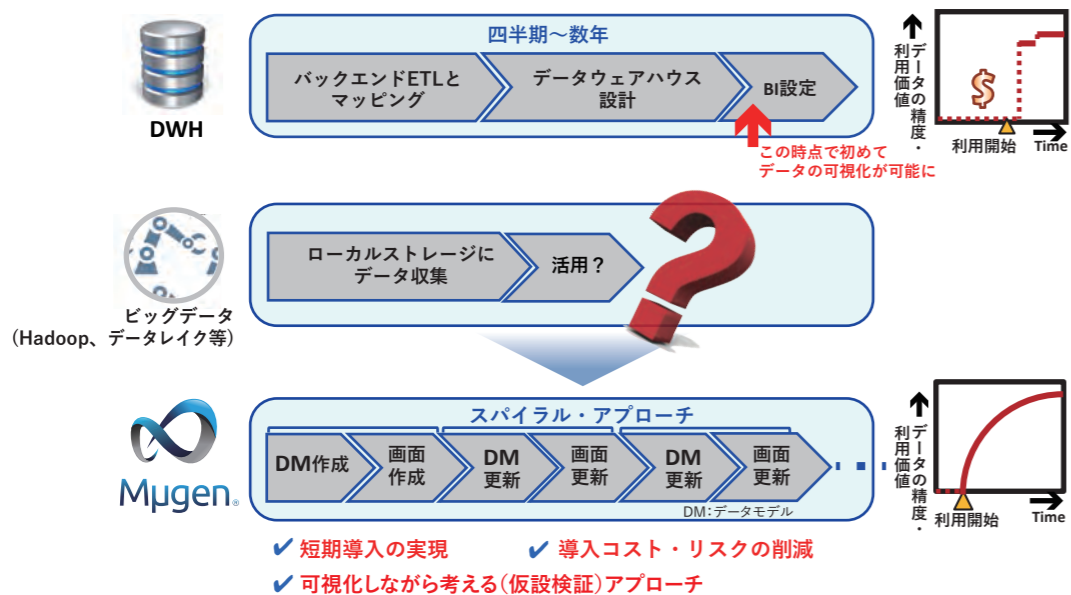 四半期～数年
バックエンドETLと
マッピング
データウェアハウス
設計
BI設定
DWH
この時点で初めて
データの可視化が可能に
データの精度・
利用価値
$
利用開始
Time
ローカルストレージに
データ収集
活用？
?
ビッグデータ
（Hadoop、データレイク等）
スパイラル・アプローチ
DM作成
画面
作成
DM
更新
画面
更新
DM
更新
画面
更新
DM：データモデル
Mμgen®
データの精度・
利用価値
利用開始
Time
✔ 短期導入の実現
✔ 導入コスト・リスクの削減
✔ 可視化しながら考える（仮設検証）アプローチ